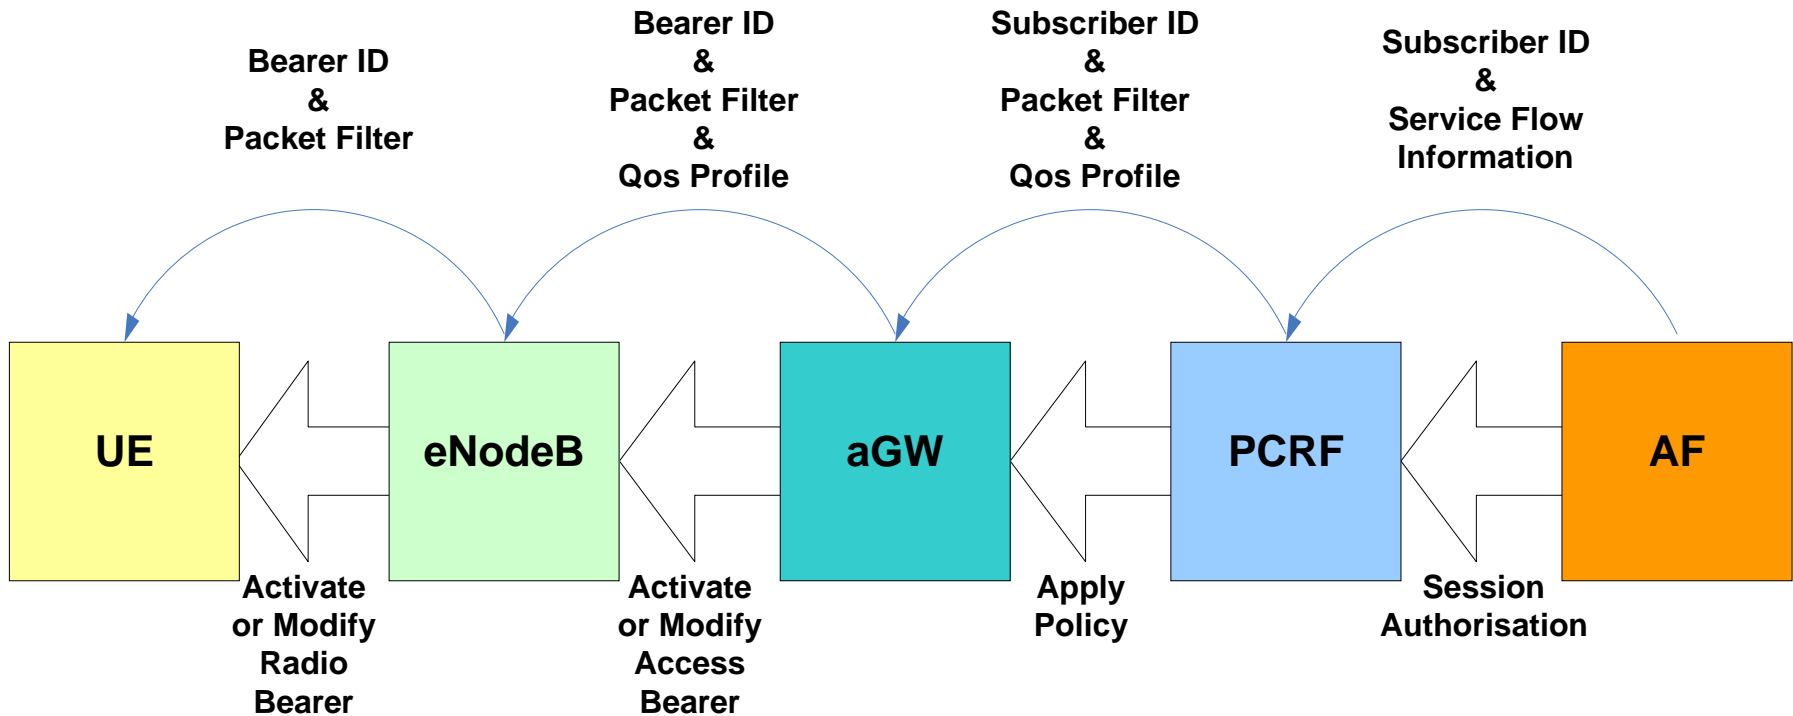 Bearer ID
&
Packet Filter
Bearer ID
&
Packet Filter
&
Qos Profile
Subscriber ID
&
Packet Filter
&
Qos Profile
Subscriber ID
&
Service Flow
Information
UE
eNodeB
aGW
PCRF
AF
Activate
or Modify
Radio
Bearer
Activate
or Modify
Access
Bearer
Apply
Policy
Session
Authorisation